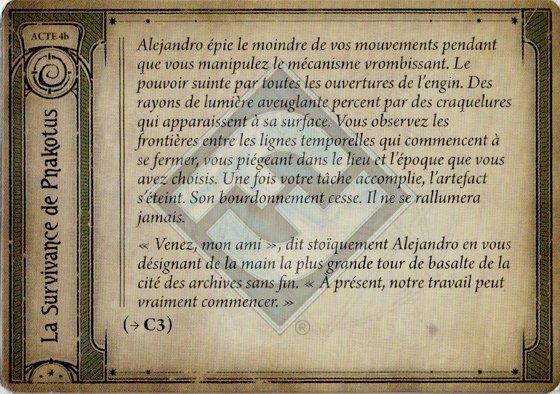 ACTE 4b
La Survivance de Pnakotus
Alejandro épie le moindre de vos mouvements pendant
que vous manipulez le mécanisme vrombissant. Le
pouvoir suinte par toutes les ouvertures de l'engin. Des
rayons de lumière aveuglante percent par des craquelures
qui apparaissent à sa surface. Vous observez les
frontières entre les lignes temporelles qui commencent à
se fermer, vous piégeant dans le lieu et l'époque que vous
avez choisis. Une fois votre tâche accomplie, l'artefact
s'éteint. Son bourdonnement cesse. Il ne se rallumera
jamais.
« Venez, mon ami », dit stoïquement Alejandro en vous
désignant de la main la plus grande tour de basalte de la
cité des archives sans fin. « À présent, notre travail peut
vraiment commencer. »
(→ C3)
®